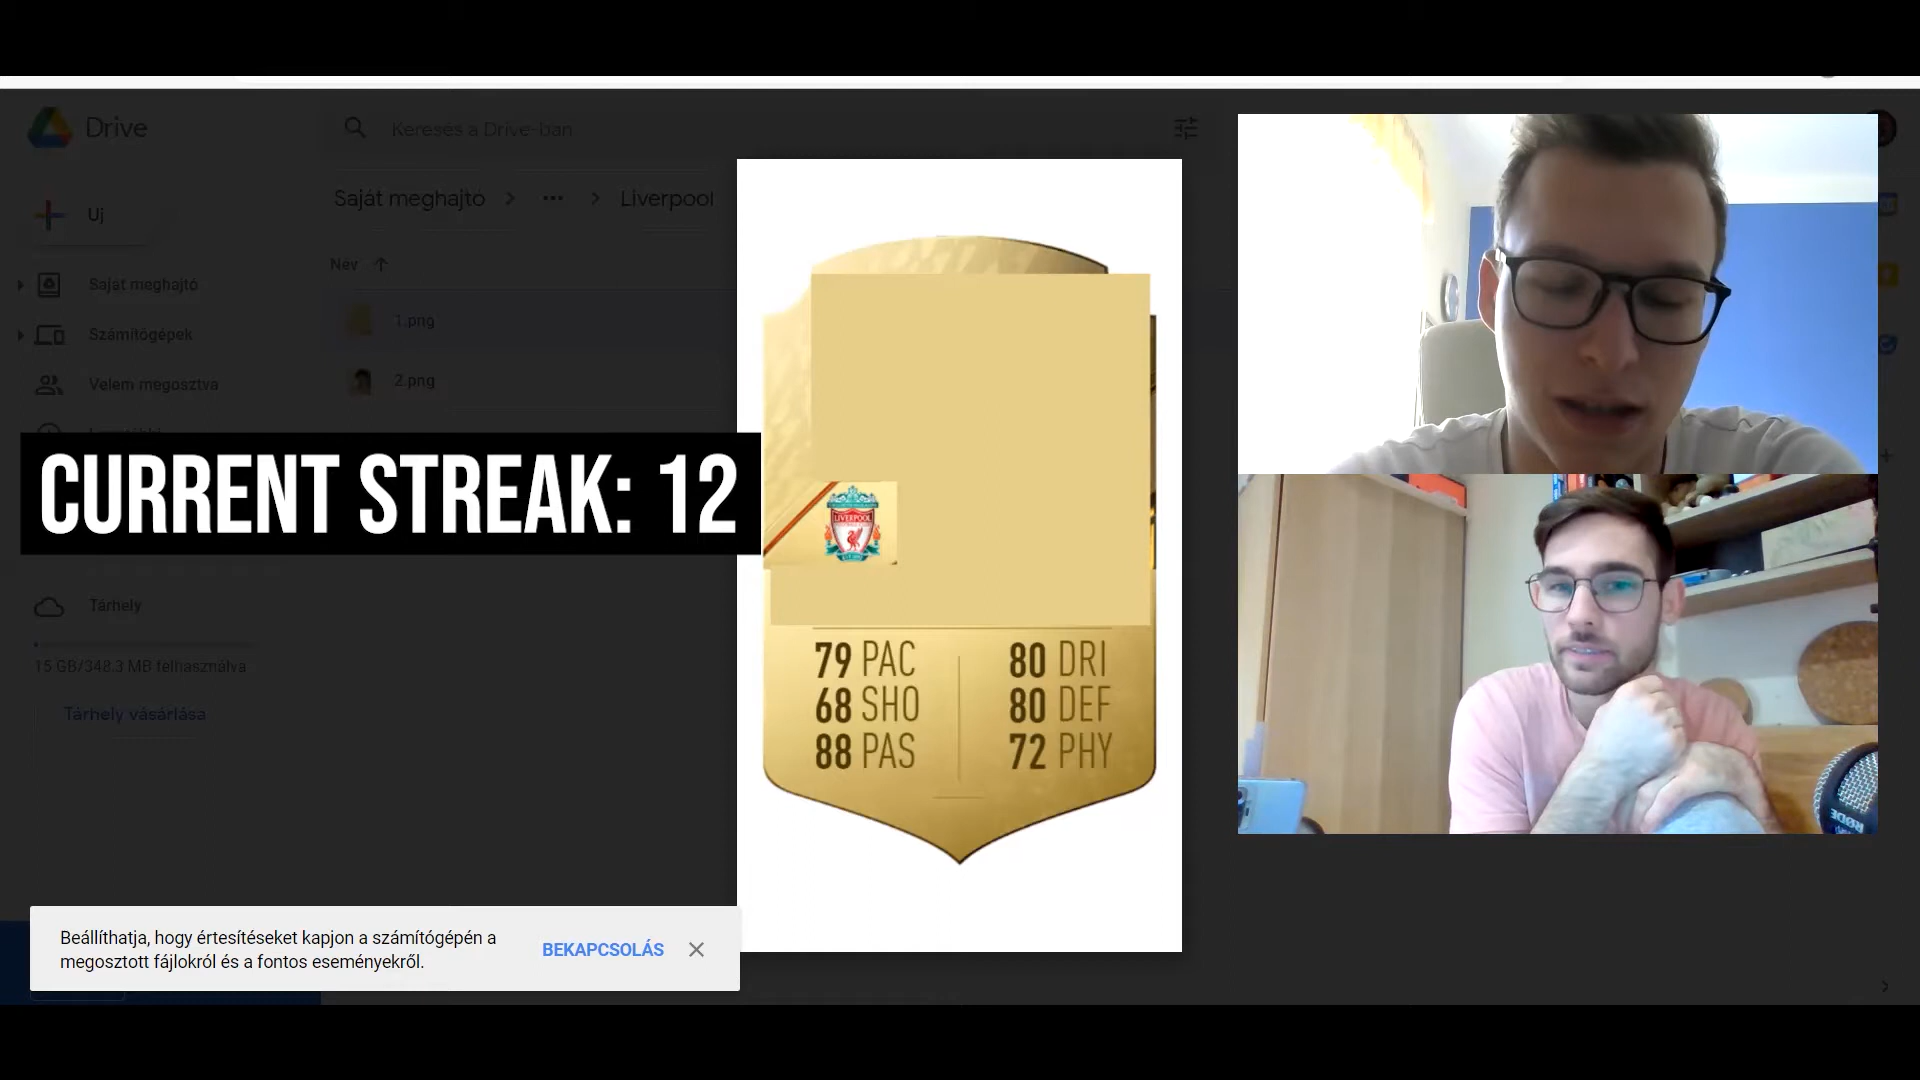 Drive
Keresés a Drive-ban
Új
Saját meghajtó
Liverpool
Név
Saját meghajtó
1.png
Számítógépek
Velem megosztva
2.png
CURRENT STREAK: 12
LIVERPOOL
Tárhely
15 GB/348.3 MB felhasználva
Tárhely vásárlása
79 PAC
80 DRI
68 SHO
80 DEF
88 PAS
72 PHY
Beállíthatja, hogy értesítéseket kapjon a számítógépén a
megosztott fájlokról és a fontos eseményekről.
BEKAPCSOLÁS
RØDE